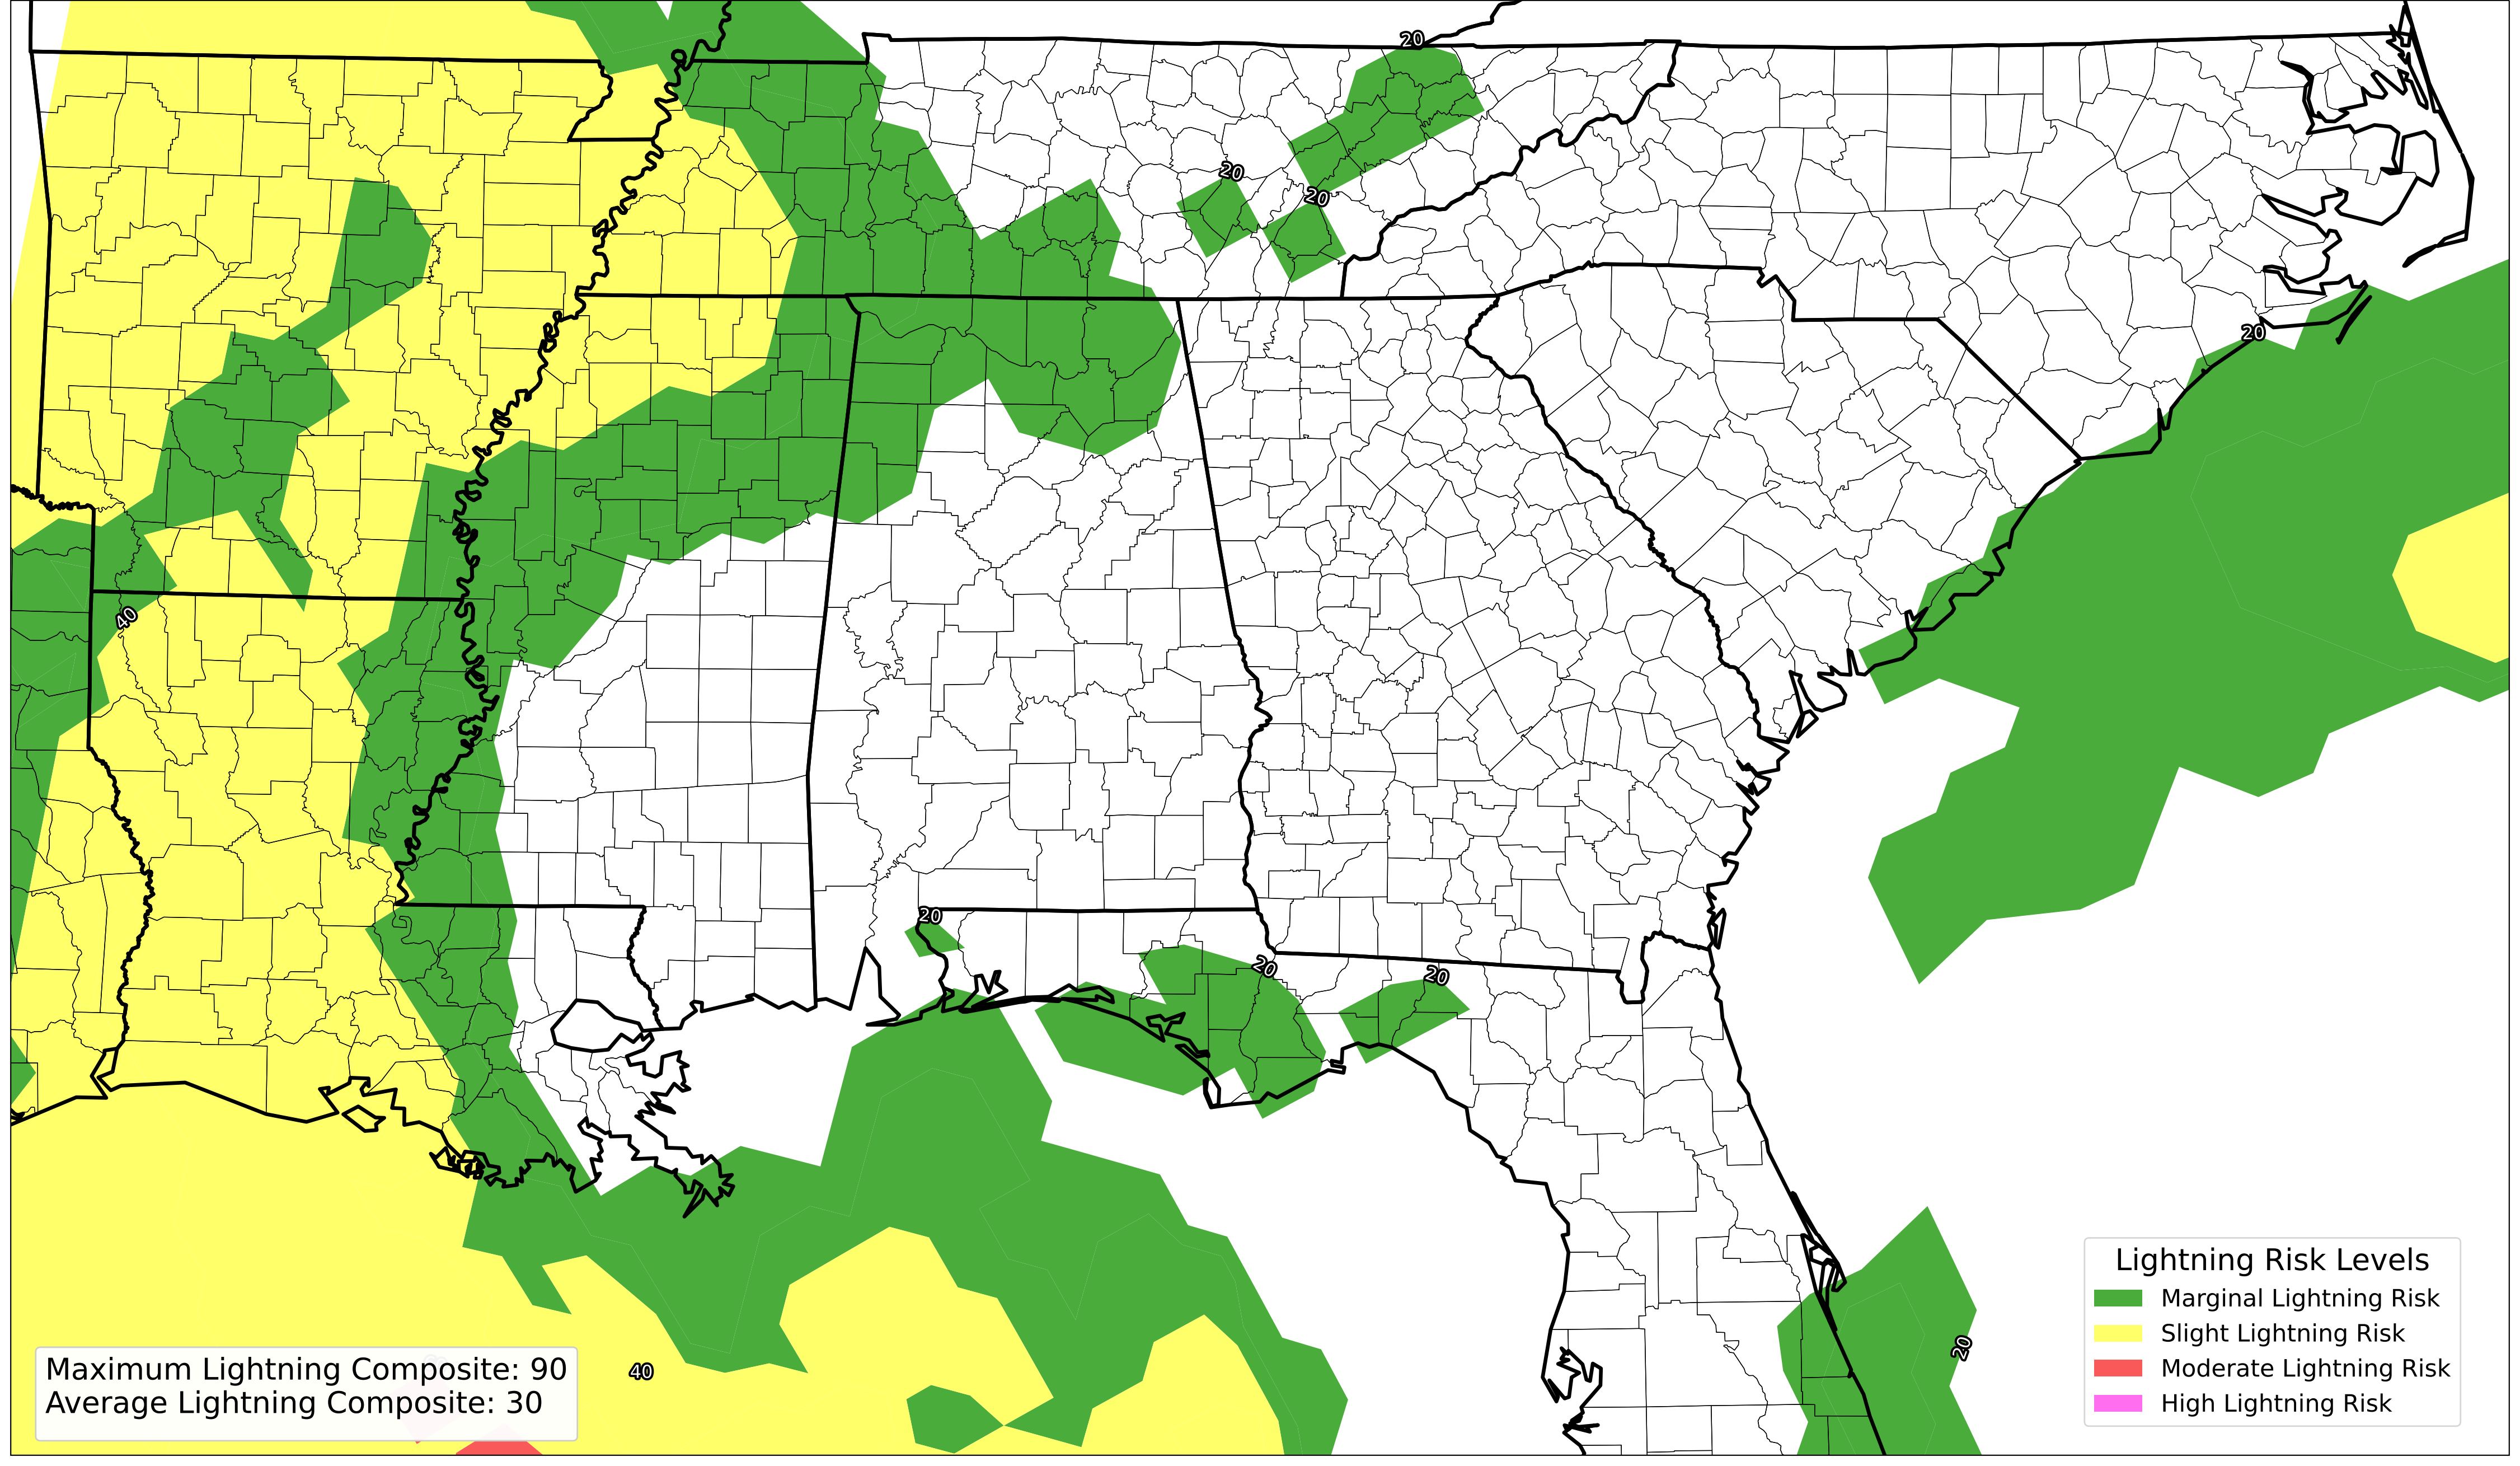 20
20
20
20
40
20
20
20
20
40
Maximum Lightning Composite: 90
Average Lightning Composite: 30
Lightning Risk Levels
Marginal Lightning Risk
Slight Lightning Risk
Moderate Lightning Risk
High Lightning Risk